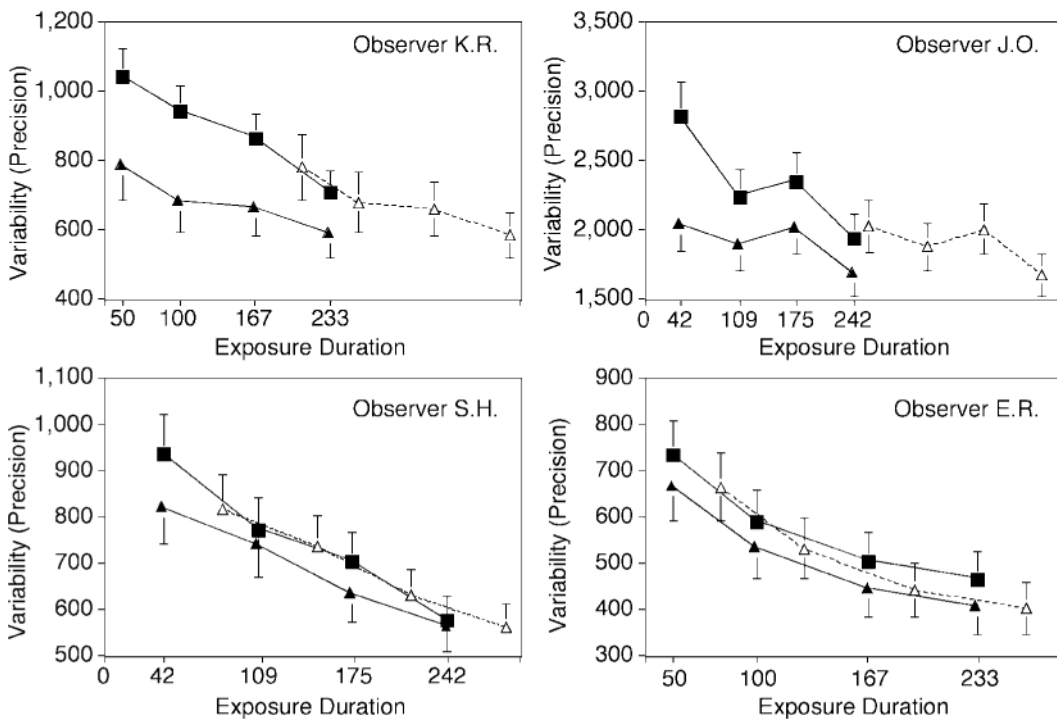 Observer K.R.
Variability (Precision)
1,200
1,000
800
600
400
50 100 167 233
Exposure Duration
Observer J.O.
Variability (Precision)
3,500
3,000
2,500
2,000
1,500
0 42 109 175 242
Exposure Duration
Observer S.H.
Variability (Precision)
1,100
1,000
900
800
700
600
500
0 42 109 175 242
Exposure Duration
Observer E.R.
Variability (Precision)
900
800
700
600
500
400
300
50 100 167 233
Exposure Duration